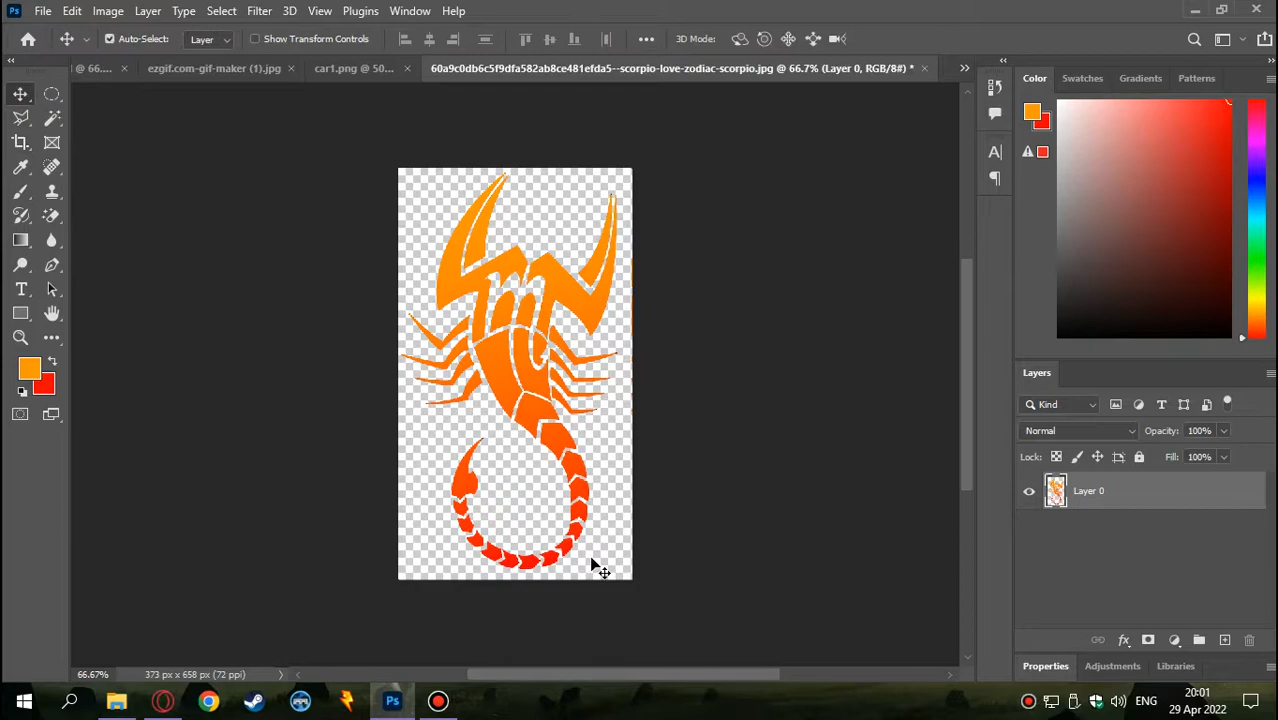 Ps File Edit Image Layer Type Select Filter 3D View Plugins Window Help
Auto-Select: Layer Show Transform Controls 3D Mode:
@ 66.... ezgif.com-gif-maker (1).jpg car1.png @ 50... 60a9c0db6c5f9dfa582ab8ce481efda5--scorpio-love-zodiac-scorpio.jpg @ 66.7% (Layer 0, RGB/8#) *
Color Swatches Gradients Patterns
Layers
Kind
Normal Opacity: 100%
Lock: Fill: 100%
Layer 0
fx
Properties Adjustments Libraries
66.67% 373 px x 658 px (72 ppi)
Ps ENG 20:01
29 Apr 2022